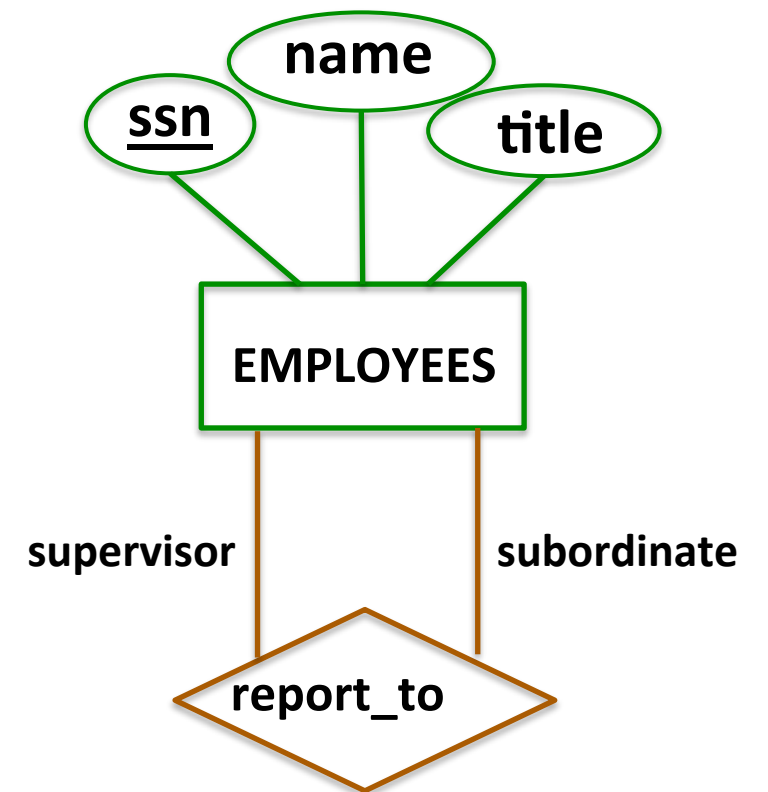 name
ssn
title
EMPLOYEES
supervisor
subordinate
report_to